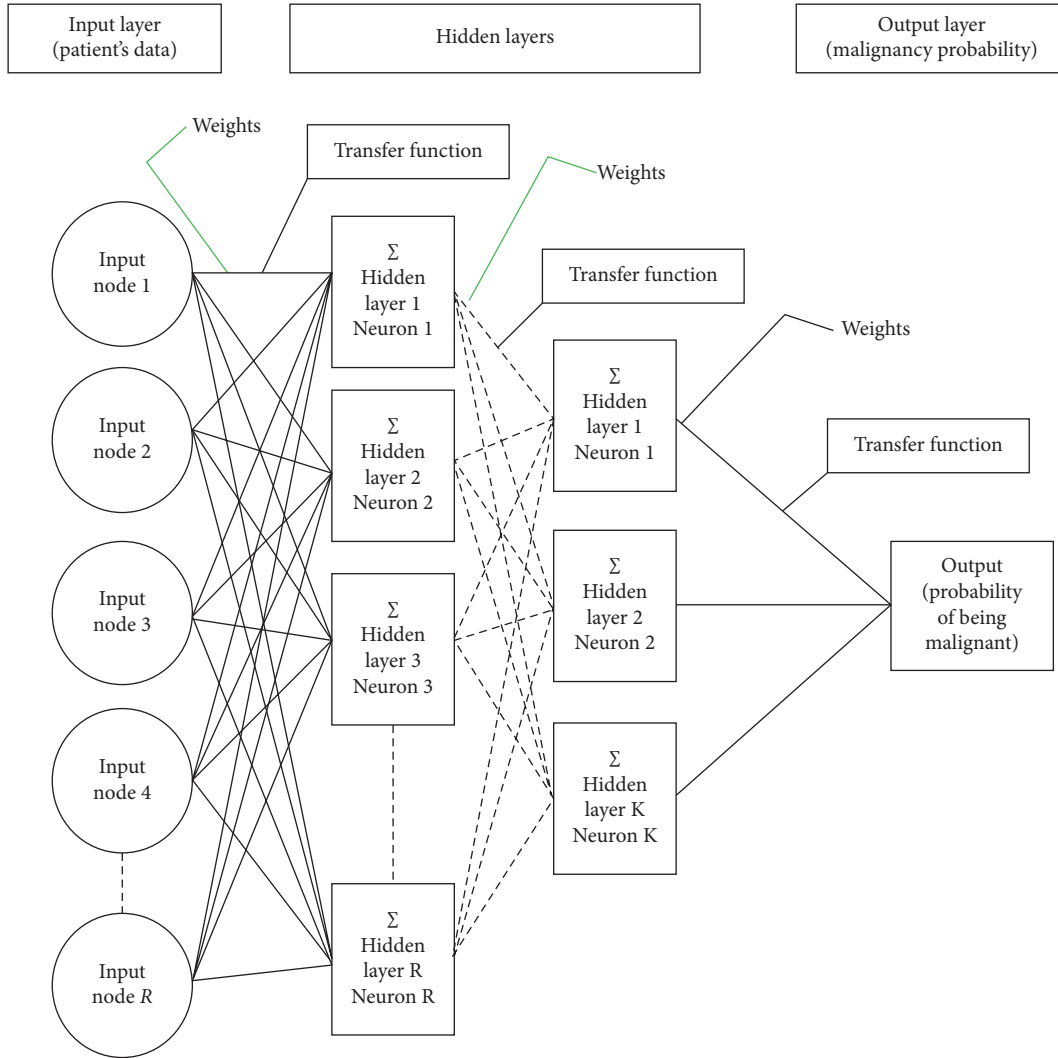 Input layer
(patient's data)
Hidden layers
Output layer
(malignancy probability)
Weights
Transfer function
Weights
Input
node 1
Σ
Hidden
layer 1
Neuron 1
Transfer function
Weights
Input
node 2
Σ
Hidden
layer 2
Neuron 2
Σ
Hidden
layer 1
Neuron 1
Transfer function
Input
node 3
Σ
Hidden
layer 3
Neuron 3
Σ
Hidden
layer 2
Neuron 2
Output
(probability
of being
malignant)
Input
node 4
Σ
Hidden
layer K
Neuron K
Input
node R
Σ
Hidden
layer R
Neuron R